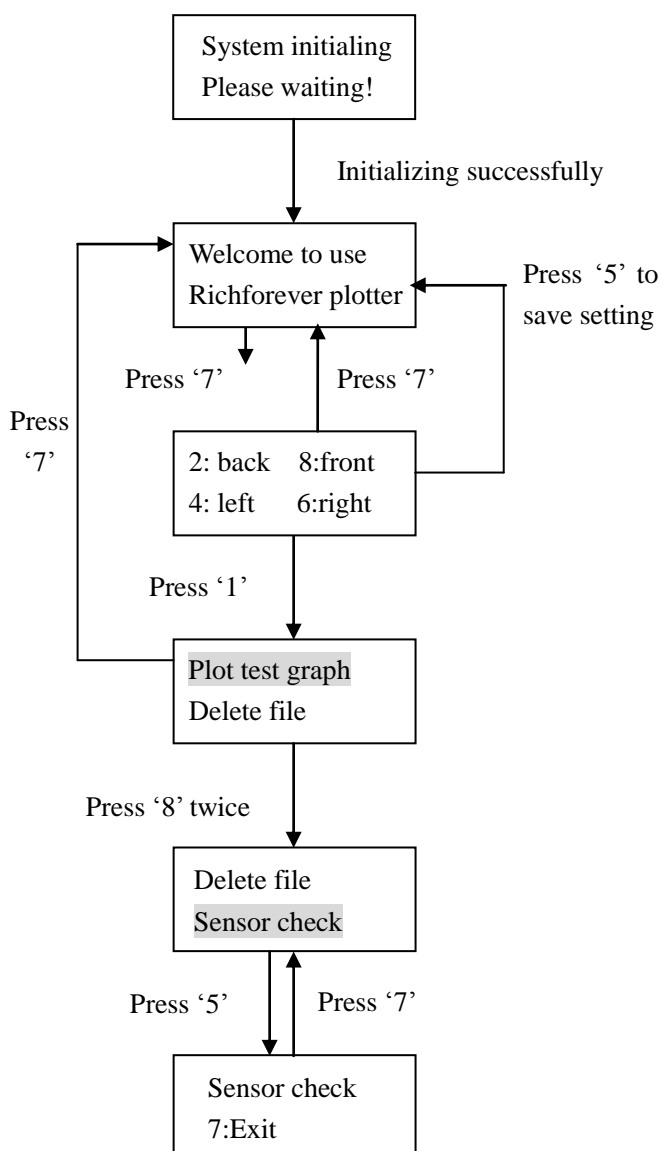 System initialing
Please waiting!
Initializing successfully
Welcome to use
Richforever plotter
Press ‘5’ to
save setting
Press ‘7’
Press ‘7’
Press
‘7’
2: back 8:front
4: left 6:right
Press ‘1’
Plot test graph
Delete file
Press ‘8’ twice
Delete file
Sensor check
Press ‘5’
Press ‘7’
Sensor check
7:Exit